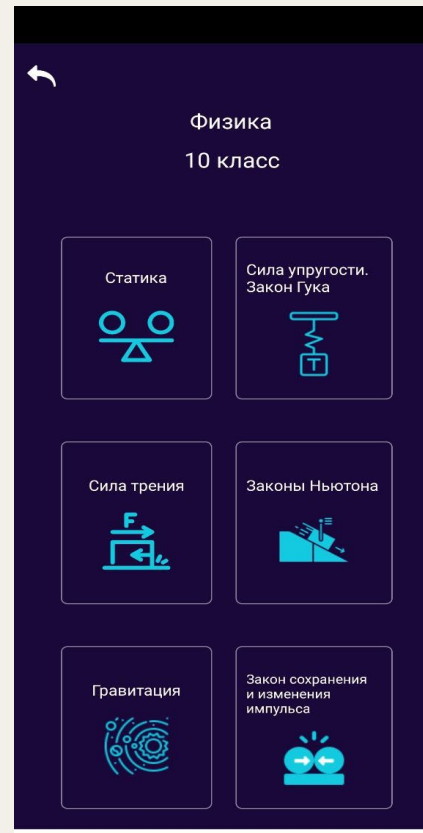 Физика
10 класс
Статика
Сила упругости.
Закон Гука
T
Сила трения
F
Законы Ньютона
Гравитация
Закон сохранения
и изменения
импульса